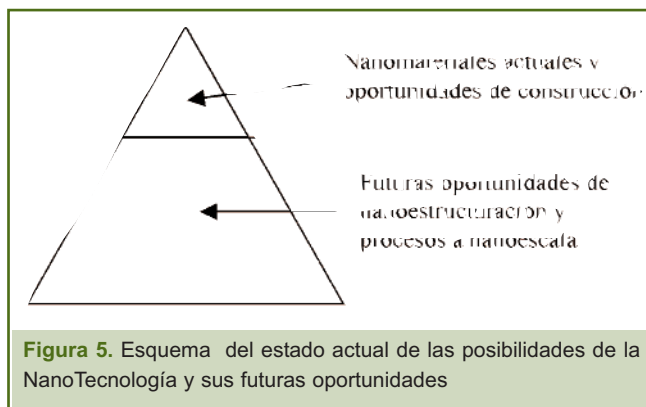 Nanomateriales actuales y
oportunidades de construcción
Futuras oportunidades de
nanoestructuración y
procesos a nanoescala
Figura 5. Esquema del estado actual de las posibilidades de la
NanoTecnología y sus futuras oportunidades